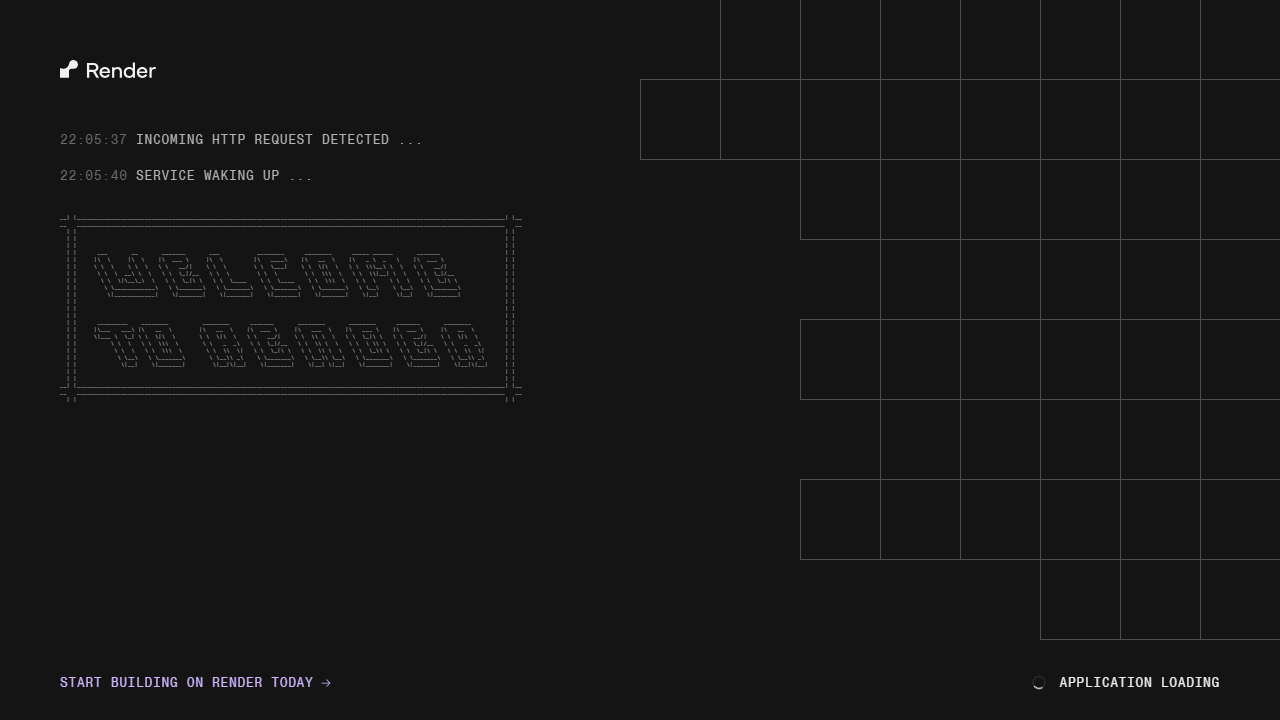 Render
22:05:37 INCOMING HTTP REQUEST DETECTED ...
22:05:40 SERVICE WAKING UP ...
WELCOME
TO RENDER
START BUILDING ON RENDER TODAY →
APPLICATION LOADING